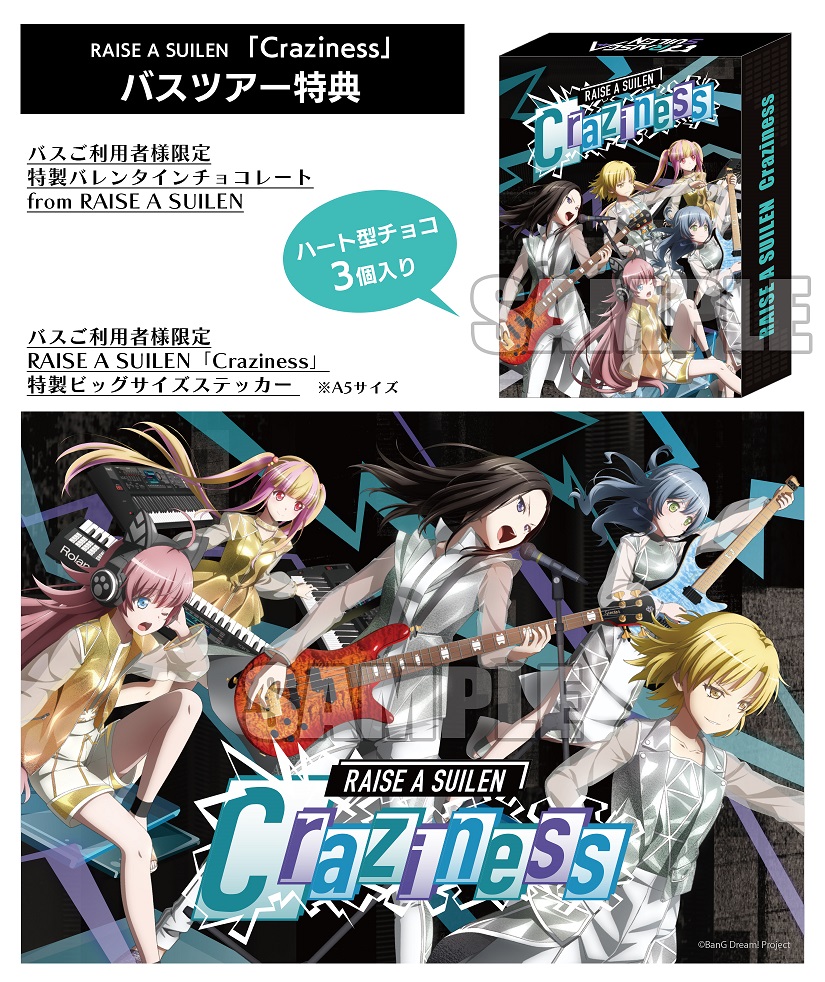 RAISE A SUILEN 「Craziness」
バスツアー特典
バスご利用者様限定
特製バレンタインチョコレート
from RAISE A SUILEN
ハート型チョコ
3個入り
RAISE A SUILEN
RAISE A SUILEN
Craziness
RAISE A SUILEN Craziness
SAMPLE
バスご利用者様限定
RAISE A SUILEN「Craziness」
特製ビッグサイズステッカー ※A5サイズ
Roland
SAMPLE
RAISE A SUILEN
Craziness
©BanG Dream! Project